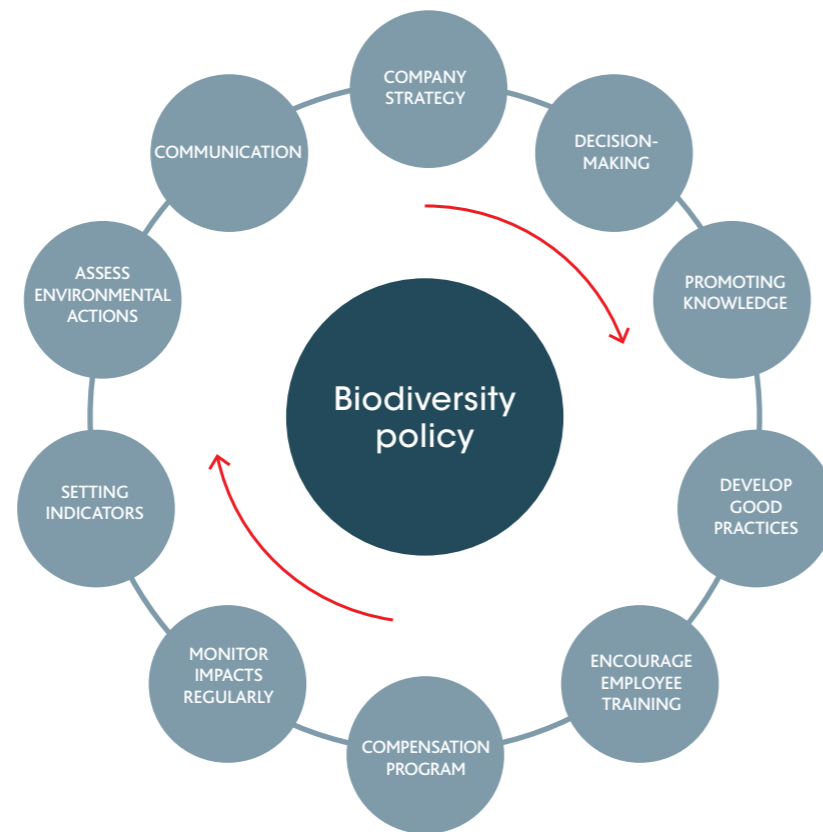 COMPANY
STRATEGY
DECISION-
MAKING
PROMOTING
KNOWLEDGE
DEVELOP
GOOD
PRACTICES
ENCOURAGE
EMPLOYEE
TRAINING
COMPENSATION
PROGRAM
MONITOR
IMPACTS
REGULARLY
SETTING
INDICATORS
ASSESS
ENVIRONMENTAL
ACTIONS
COMMUNICATION
Biodiversity
policy